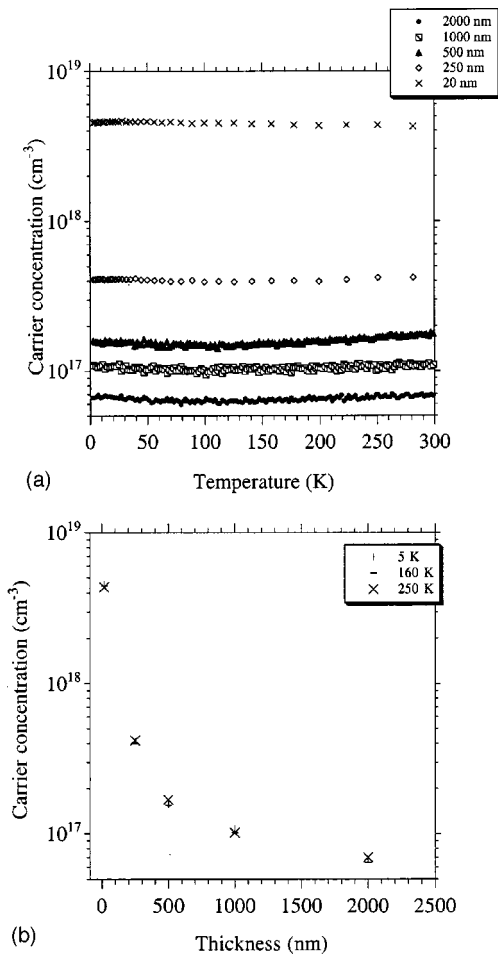 2000 nm
1000 nm
500 nm
250 nm
20 nm
10^19
10^18
10^17
Carrier concentration (cm^-3)
0 50 100 150 200 250 300
(a) Temperature (K)
5 K
160 K
250 K
10^19
10^18
10^17
Carrier concentration (cm^-3)
0 500 1000 1500 2000 2500
(b) Thickness (nm)